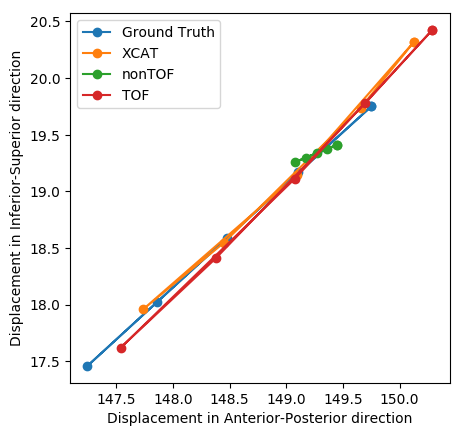 Ground Truth
XCAT
nonTOF
TOF
Displacement in Inferior-Superior direction
20.5
20.0
19.5
19.0
18.5
18.0
17.5
147.5 148.0 148.5 149.0 149.5 150.0
Displacement in Anterior-Posterior direction